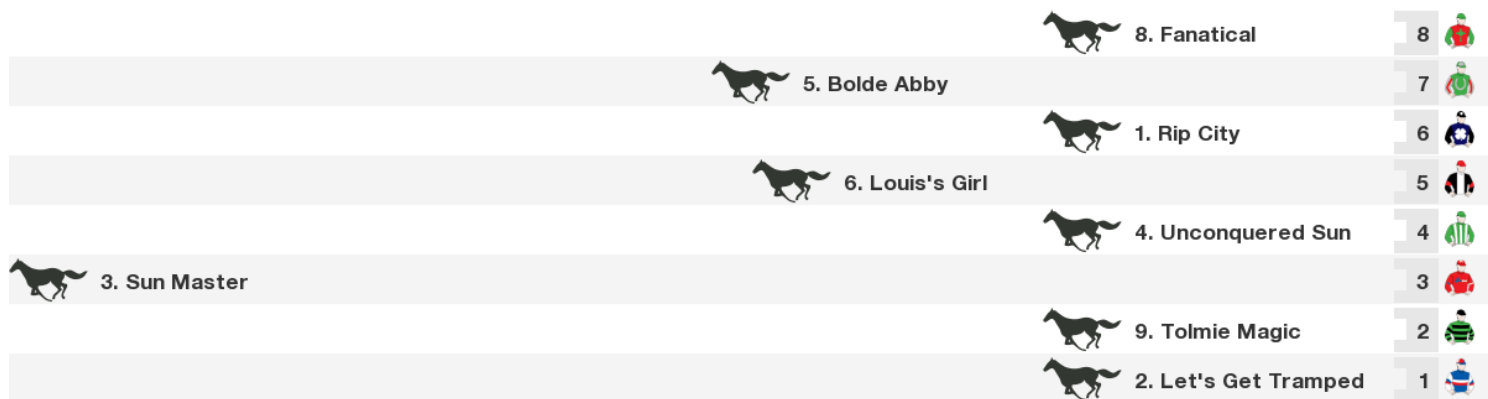 8. Fanatical 8
5. Bolde Abby 7
1. Rip City 6
6. Louis's Girl 5
4. Unconquered Sun 4
3. Sun Master 3
9. Tolmie Magic 2
2. Let's Get Tramped 1